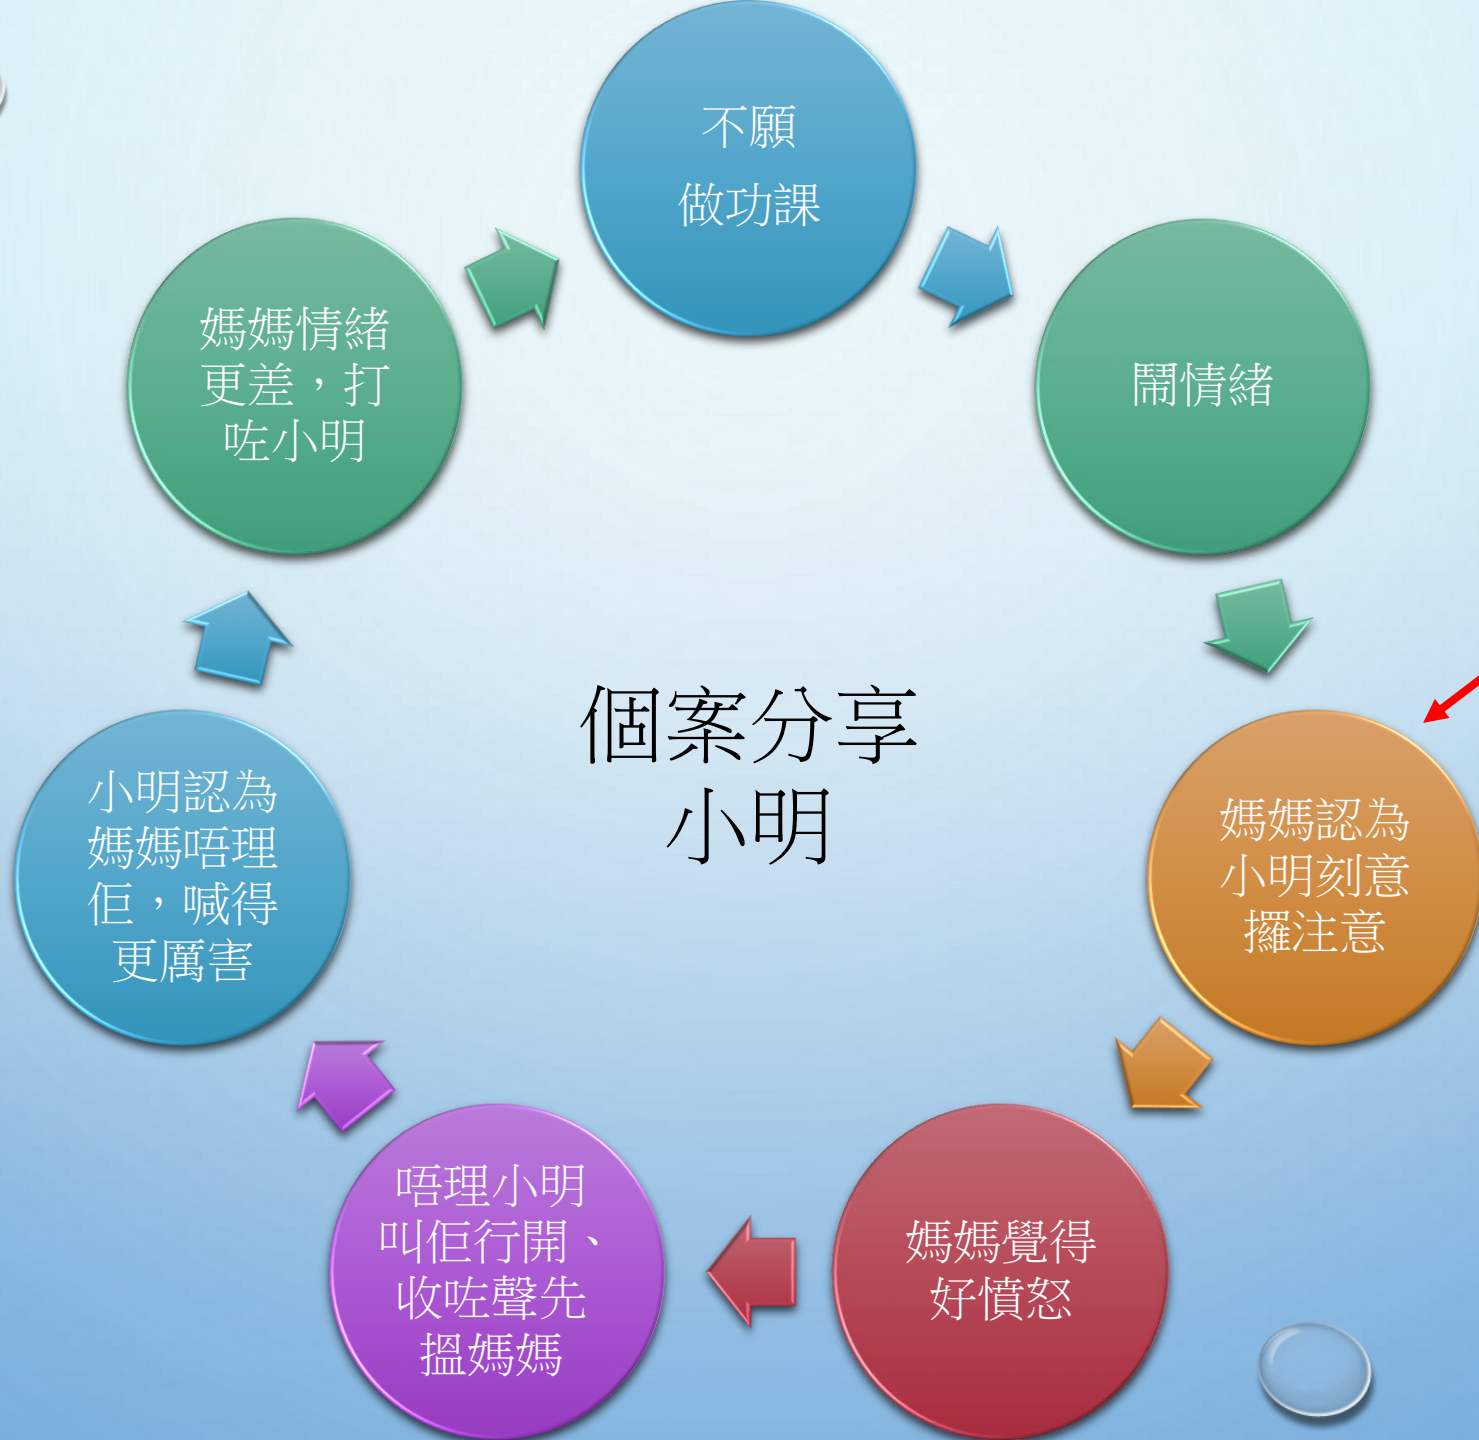 不願
做功課
鬧情緒
媽媽認為
小明刻意
攞注意
媽媽覺得
好憤怒
唔理小明
叫佢行開、
收咗聲先
搵媽媽
小明認為
媽媽唔理
佢，喊得
更厲害
媽媽情緒
更差，打
咗小明
個案分享
小明